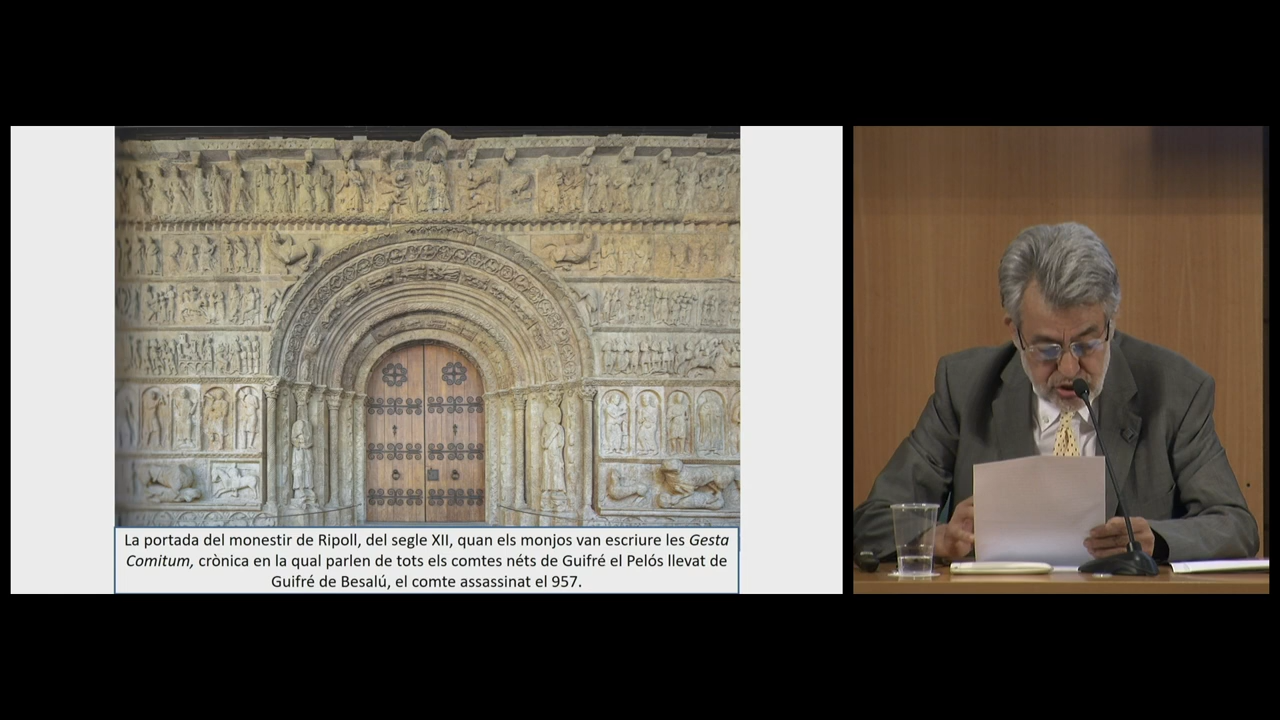 La portada del monestir de Ripoll, del segle XII, quan els monjos van escriure les Gesta
Comitum, crònica en la qual parlen de tots els comtes néts de Guifré el Pelós llevat de
Guifré de Besalú, el comte assassinat el 957.